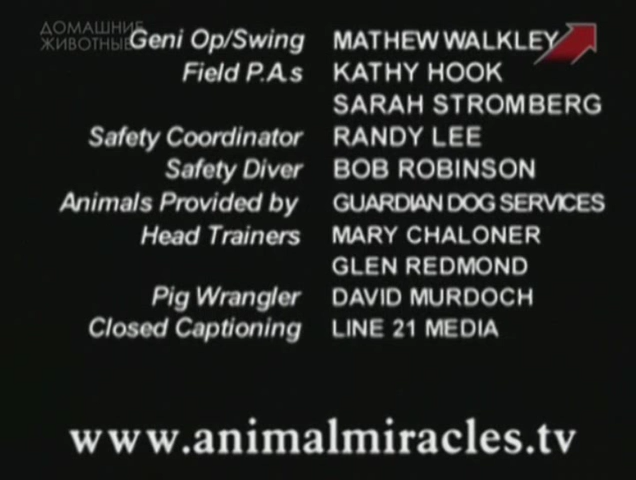 ДОМАШНИЕ
ЖИВОТНЫЕ
Geni Op/Swing MATHEW WALKLEY
Field P.A.s KATHY HOOK
SARAH STROMBERG
Safety Coordinator RANDY LEE
Safety Diver BOB ROBINSON
Animals Provided by GUARDIAN DOG SERVICES
Head Trainers MARY CHALONER
GLEN REDMOND
Pig Wrangler DAVID MURDOCH
Closed Captioning LINE 21 MEDIA
www.animalmiracles.tv